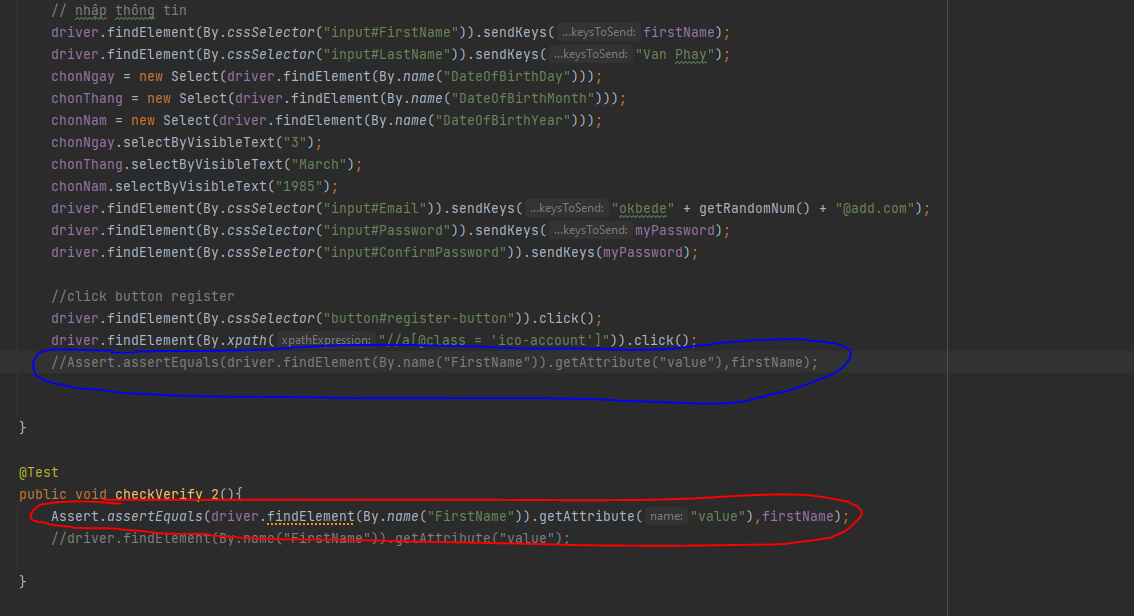 // nhâp thông tin
driver.findElement(By.cssSelector("input#FirstName")).sendKeys( ...keysToSend: firstName);
driver.findElement(By.cssSelector("input#LastName")).sendKeys( ...keysToSend: "Van Phay");
chonNgay = new Select(driver.findElement(By.name("DateOfBirthDay")));
chonThang = new Select(driver.findElement(By.name("DateOfBirthMonth")));
chonNam = new Select(driver.findElement(By.name("DateOfBirthYear")));
chonNgay.selectByVisibleText("3");
chonThang.selectByVisibleText("March");
chonNam.selectByVisibleText("1985");
driver.findElement(By.cssSelector("input#Email")).sendKeys( ...keysToSend: "okbede" + getRandomNum() + "@add.com");
driver.findElement(By.cssSelector("input#Password")).sendKeys( ...keysToSend: myPassword);
driver.findElement(By.cssSelector("input#ConfirmPassword")).sendKeys(myPassword);
//click button register
driver.findElement(By.cssSelector("button#register-button")).click();
driver.findElement(By.xpath( xpathExpression: "//a[@class = 'ico-account']")).click();
//Assert.assertEquals(driver.findElement(By.name("FirstName")).getAttribute("value"),firstName);
}
@Test
public void checkVerify_2(){
Assert.assertEquals(driver.findElement(By.name("FirstName")).getAttribute( name: "value"),firstName);
//driver.findElement(By.name("FirstName")).getAttribute("value");
}